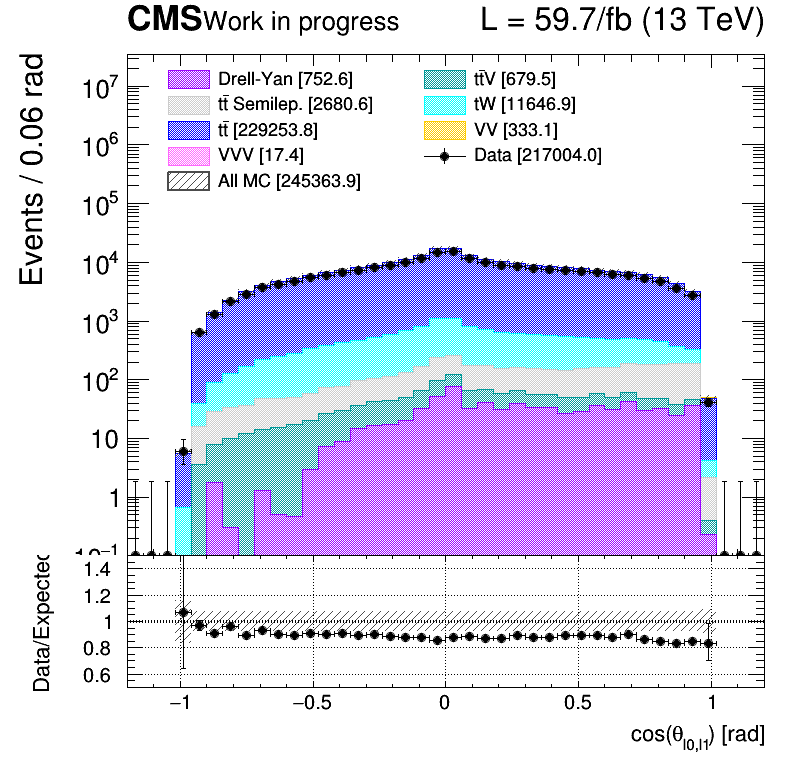 CMS Work in progress L = 59.7/fb (13 TeV)
Events / 0.06 rad
Drell-Yan [752.6]
tt̄ Semilep. [2680.6]
tt̄ [229253.8]
VVV [17.4]
All MC [245363.9]
tt̄V [679.5]
tW [11646.9]
VV [333.1]
Data [217004.0]
10⁷
10⁶
10⁵
10⁴
10³
10²
10
1
10⁻¹
Data/Expected
1.4
1.2
1
0.8
0.6
−1 −0.5 0 0.5 1
cos(θ_l0,l1) [rad]